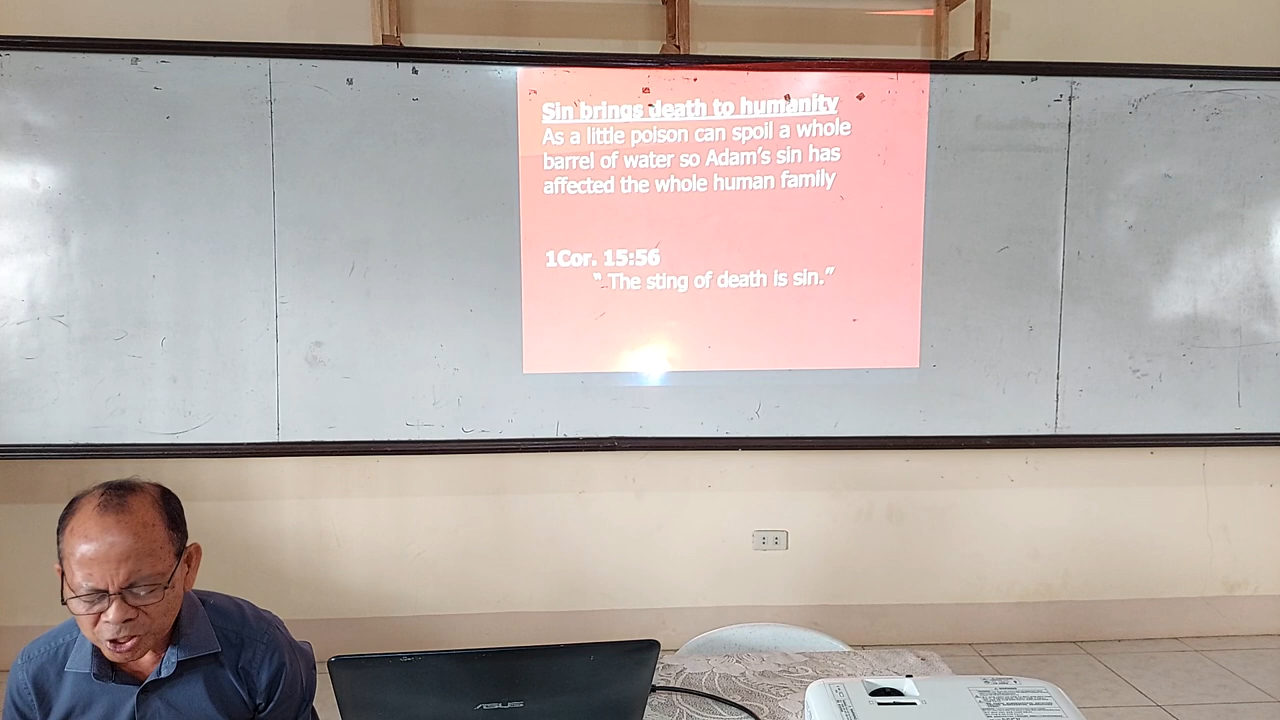 Sin brings death to humanity
As a little poison can spoil a whole
barrel of water so Adam's sin has
affected the whole human family
1Cor. 15:56
" The sting of death is sin."
ASUS